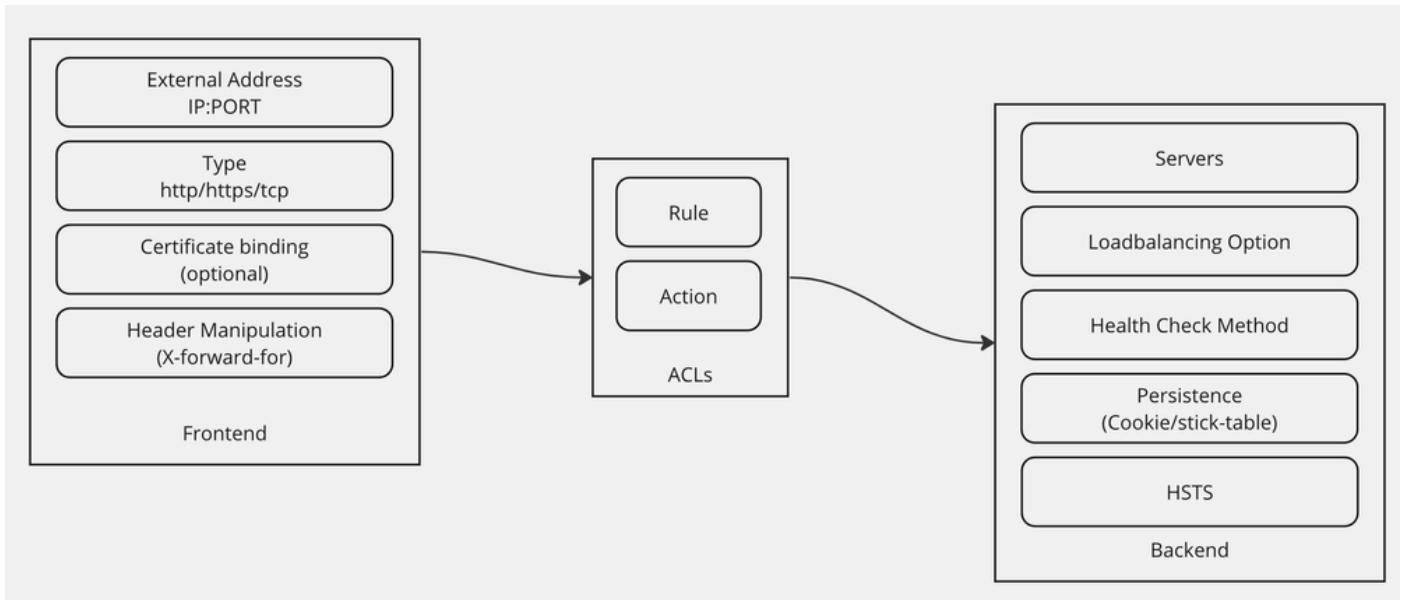 External Address
IP:PORT
Type
http/https/tcp
Certificate binding
(optional)
Header Manipulation
(X-forward-for)
Frontend
Rule
Action
ACLs
Servers
Loadbalancing Option
Health Check Method
Persistence
(Cookie/stick-table)
HSTS
Backend